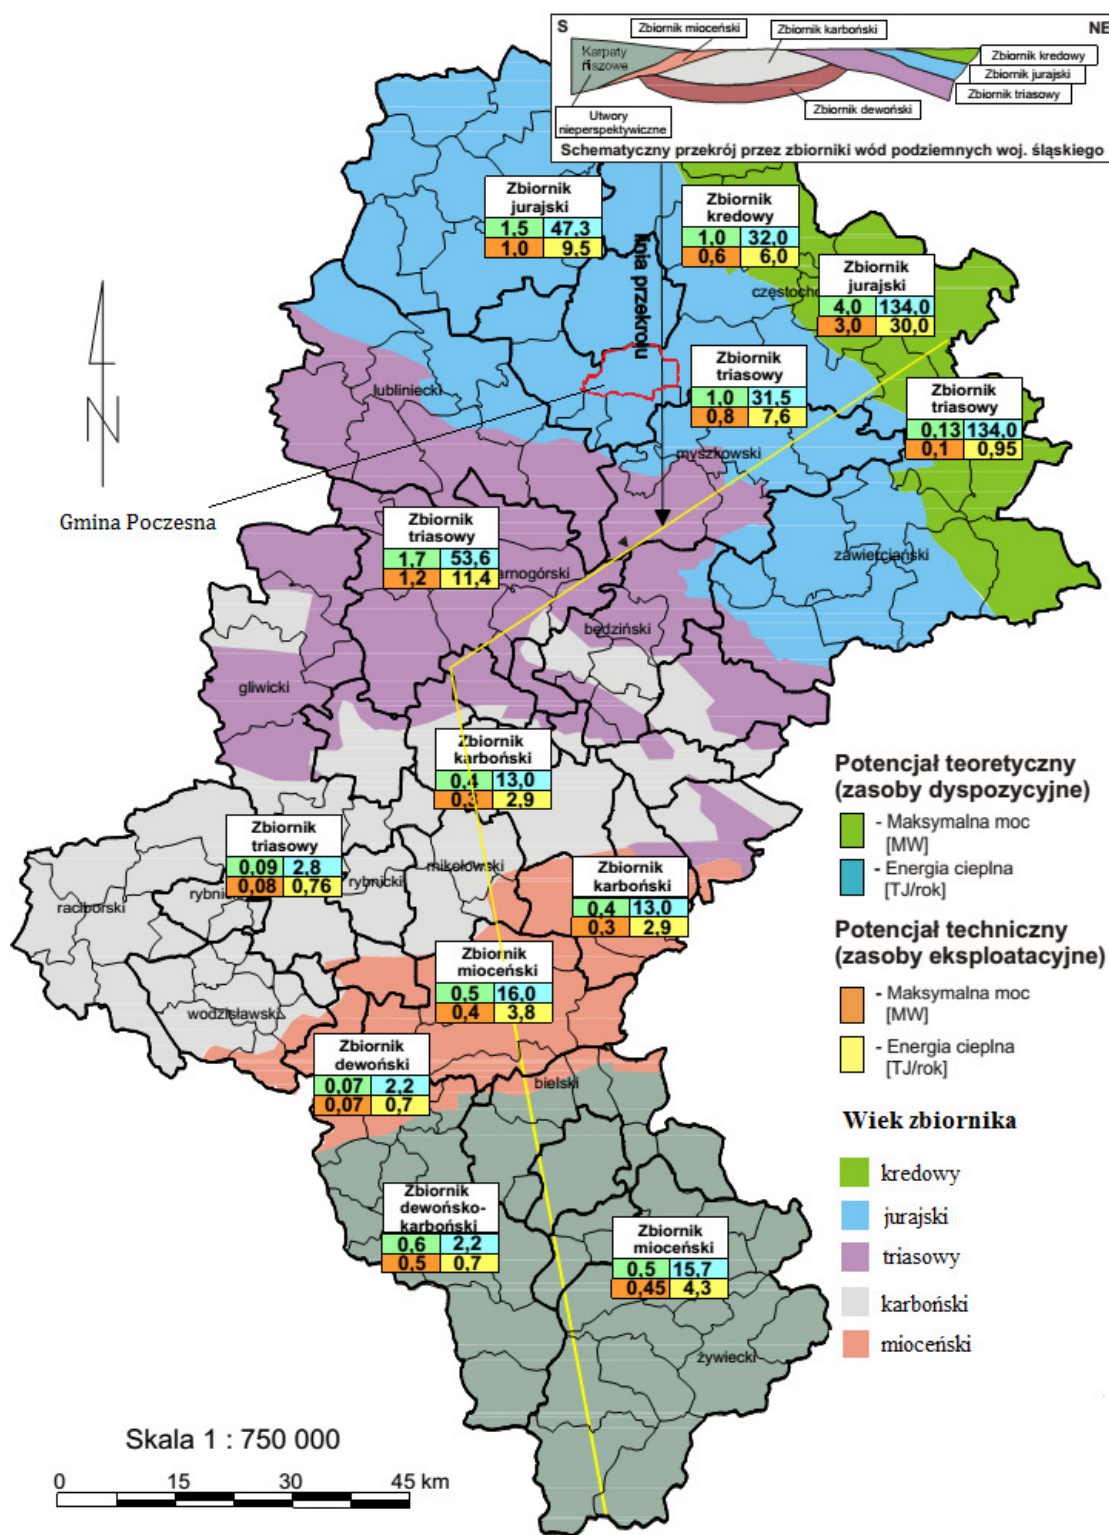 S
NE
Zbiornik mioceński
Zbiornik karboński
Karpaty
fliszowe
Zbiornik kredowy
Zbiornik jurajski
Zbiornik triasowy
Zbiornik dewoński
Utwory
nieperspektywiczne
Schematyczny przekrój przez zbiorniki wód podziemnych woj. śląskiego
Zbiornik
jurajski
1,5 47,3
1,0 9,5
linia przekroju
Zbiornik
kredowy
1,0 32,0
0,6 6,0
częstocho
Zbiornik
jurajski
4,0 134,0
3,0 30,0
Zbiornik
triasowy
1,0 31,5
0,8 7,6
Zbiornik
triasowy
0,13 134,0
0,1 0,95
lubliniecki
myszkowski
N
Gmina Poczesna
Zbiornik
triasowy
1,7 53,6
1,2 11,4
arnogórski
zawierciański
będziński
gliwicki
Zbiornik
karboński
0,4 13,0
0,3 2,9
Potencjał teoretyczny
(zasoby dyspozycyjne)
- Maksymalna moc
[MW]
- Energia cieplna
[TJ/rok]
Zbiornik
triasowy
0,09 2,8
0,08 0,76
mikołowski
rybnicki
rybni
raciborski
Zbiornik
karboński
0,4 13,0
0,3 2,9
Potencjał techniczny
(zasoby eksploatacyjne)
- Maksymalna moc
[MW]
- Energia cieplna
[TJ/rok]
Zbiornik
mioceński
0,5 16,0
0,4 3,8
wodzisławski
Zbiornik
dewoński
0,07 2,2
0,07 0,7
bielski
Wiek zbiornika
kredowy
jurajski
triasowy
karboński
mioceński
Zbiornik
dewońsko-
karboński
0,6 2,2
0,5 0,7
Zbiornik
mioceński
0,5 15,7
0,45 4,3
żywiecki
Skala 1 : 750 000
0 15 30 45 km